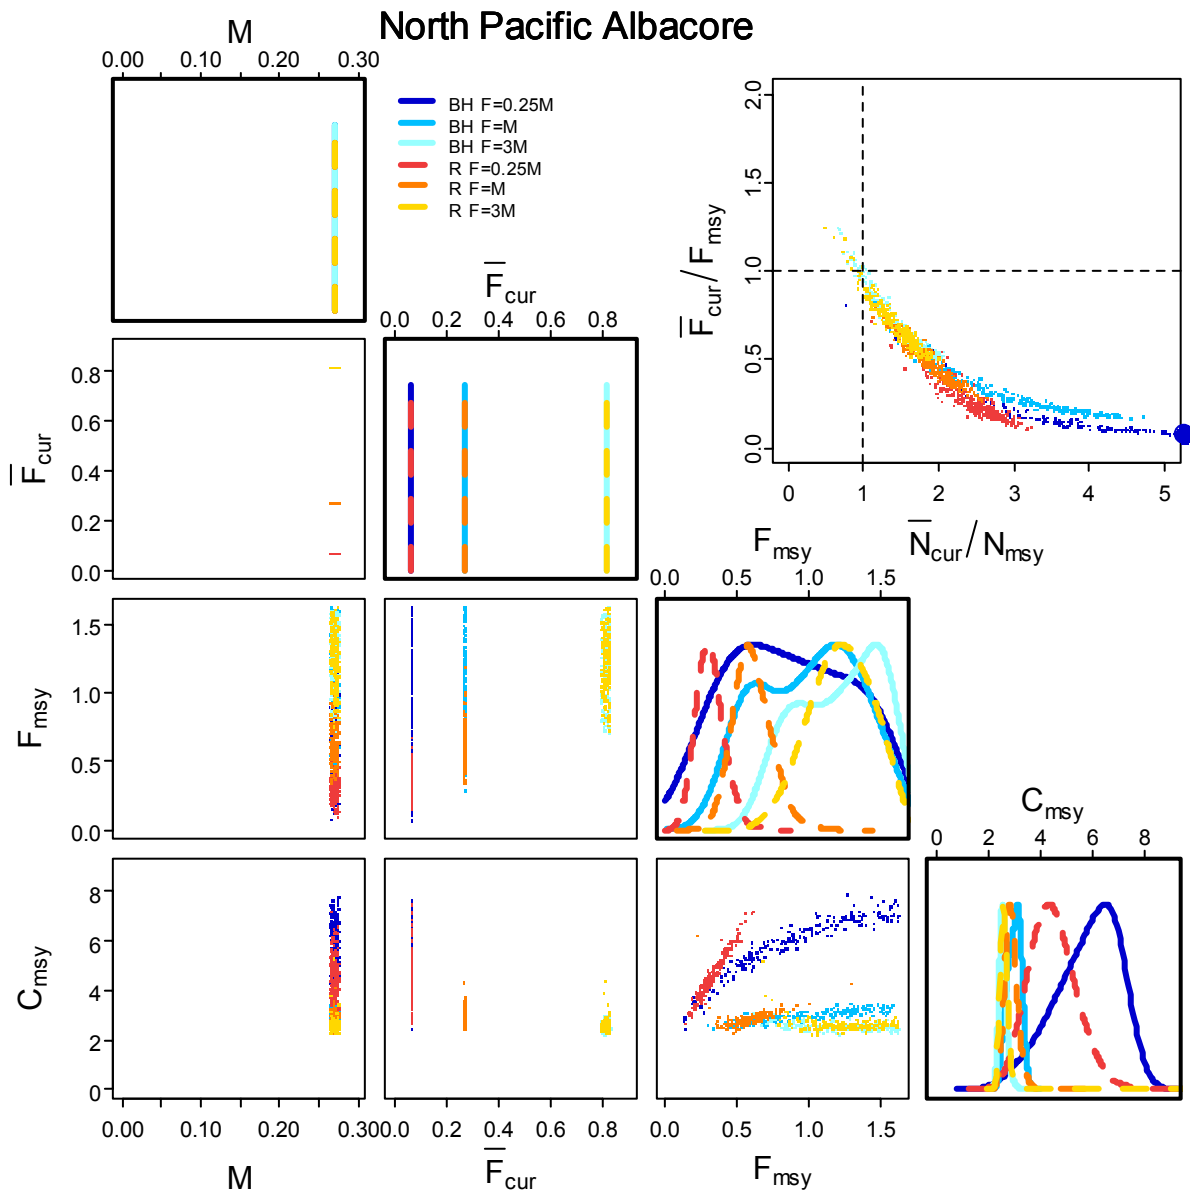 North Pacific Albacore
M
0.00 0.10 0.20 0.30
BH F=0.25M
BH F=M
BH F=3M
R F=0.25M
R F=M
R F=3M
F̅cur
0.0 0.2 0.4 0.6 0.8
F̅cur/Fmsy
2.0
1.5
1.0
0.5
0.0
0 1 2 3 4 5
N̅cur/Nmsy
F̅cur
0.8
0.6
0.4
0.2
0.0
Fmsy
0.0 0.5 1.0 1.5
Fmsy
1.5
1.0
0.5
0.0
Cmsy
0 2 4 6 8
Cmsy
8
6
4
2
0
0.00 0.10 0.20 0.30
0.0 0.2 0.4 0.6 0.8
0.0 0.5 1.0 1.5
M
F̅cur
Fmsy